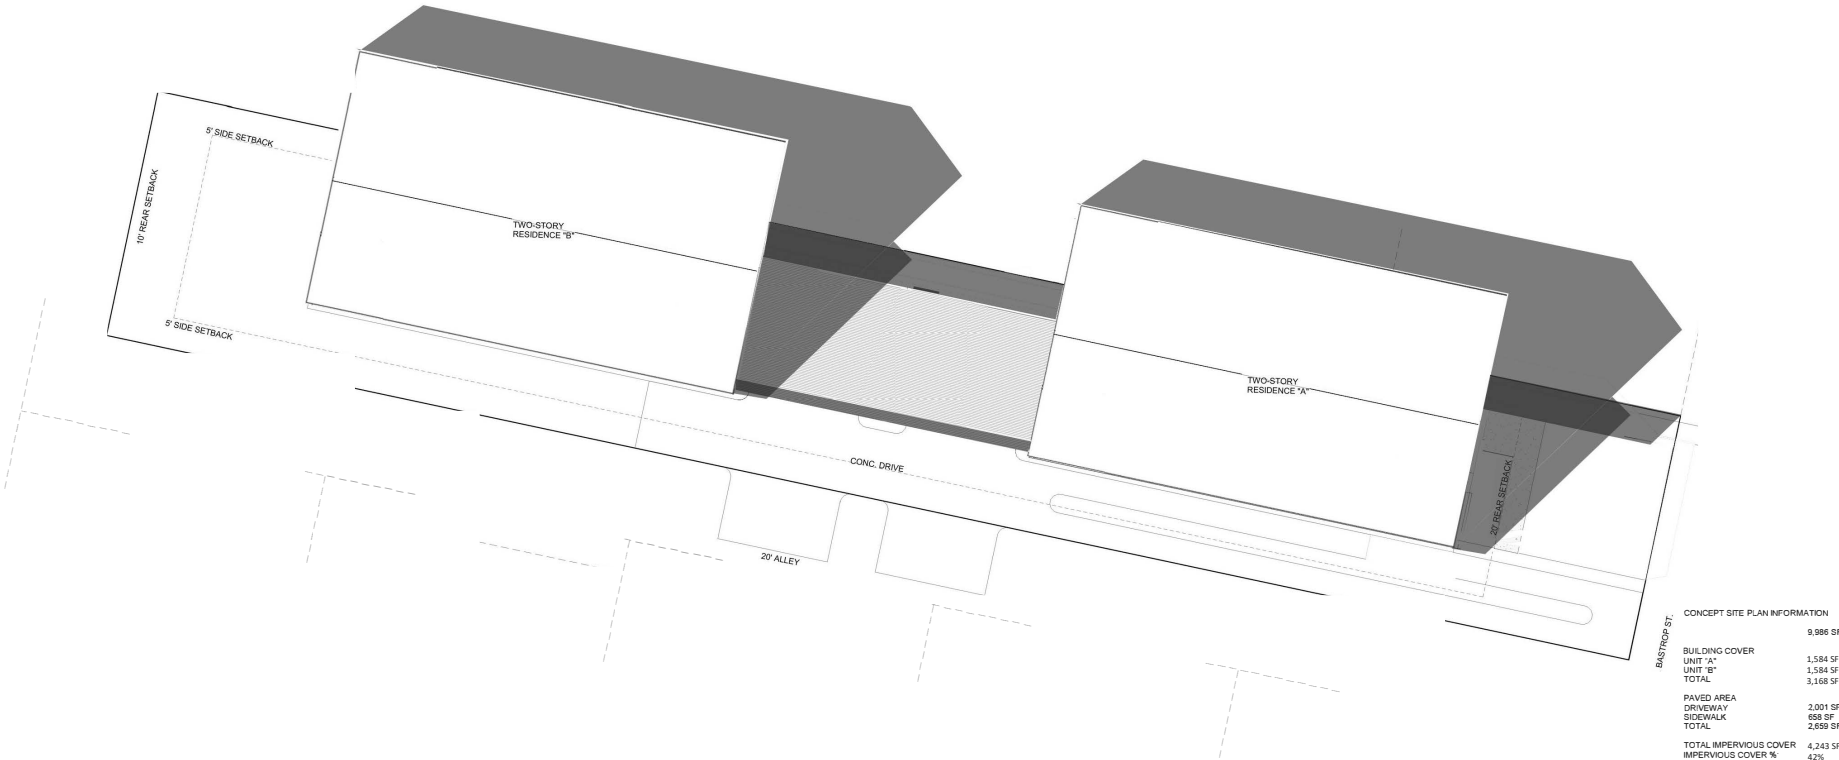 5' SIDE SETBACK
10' REAR SETBACK
TWO-STORY
RESIDENCE "B"
5' SIDE SETBACK
TWO-STORY
RESIDENCE "A"
CONC. DRIVE
20' REAR SETBACK
20' ALLEY
BASTROP ST.
CONCEPT SITE PLAN INFORMATION
9,986 SF
BUILDING COVER
UNIT "A" 1,584 SF
UNIT "B" 1,584 SF
TOTAL 3,168 SF
PAVED AREA
DRIVEWAY 2,001 SF
SIDEWALK 658 SF
TOTAL 2,659 SF
TOTAL IMPERVIOUS COVER 4,243 SF
IMPERVIOUS COVER % 42%